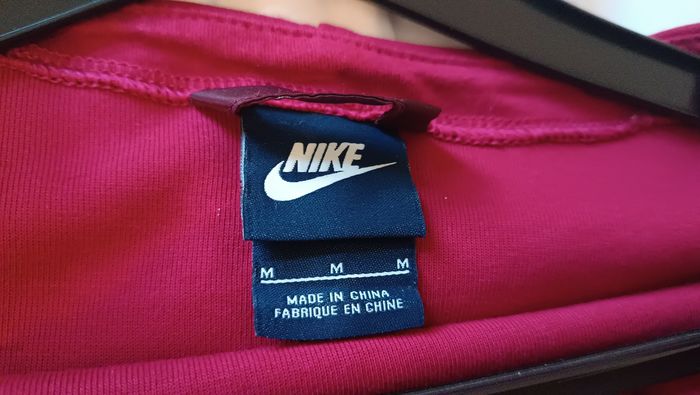 NIKE
M M M
MADE IN CHINA
FABRIQUE EN CHINE